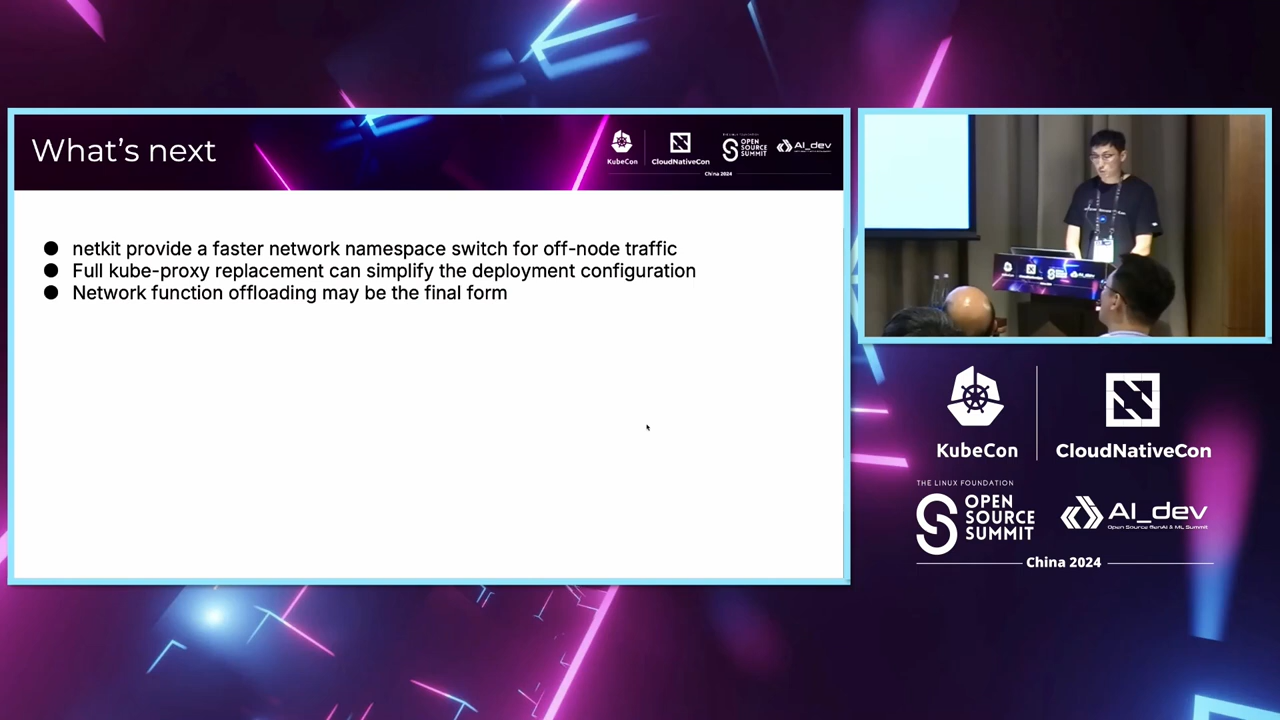 What's next
KubeCon
CloudNativeCon
OPEN
SOURCE
SUMMIT
AI_dev
China 2024
netkit provide a faster network namespace switch for off-node traffic
Full kube-proxy replacement can simplify the deployment configuration
Network function offloading may be the final form
KubeCon
CloudNativeCon
THE LINUX FOUNDATION
OPEN
SOURCE
SUMMIT
AI_dev
Open Source GenAI & ML Summit
China 2024